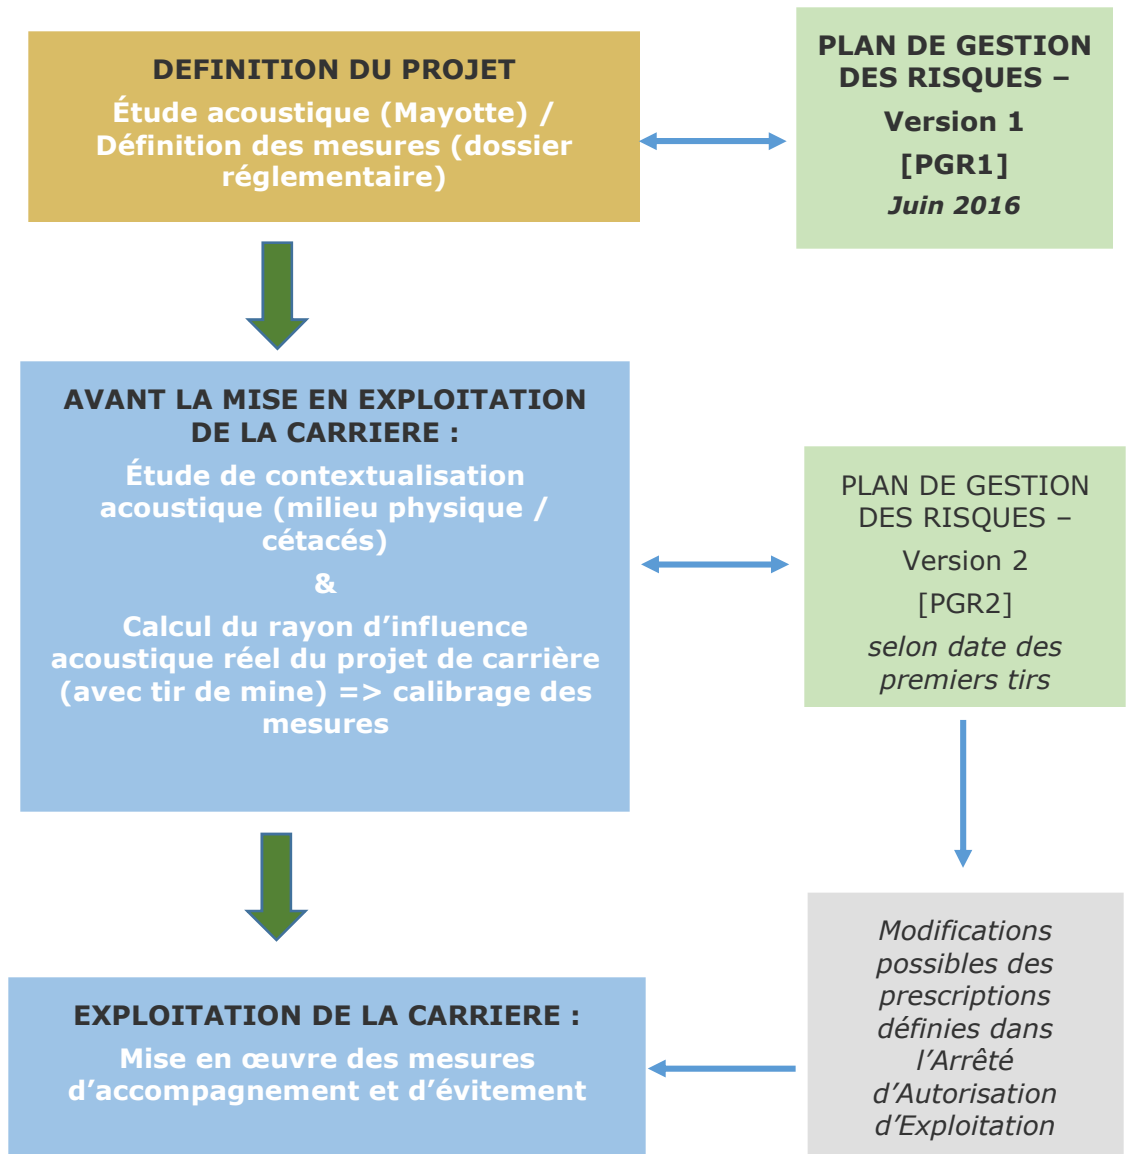 DEFINITION DU PROJET
Étude acoustique (Mayotte) /
Définition des mesures (dossier
réglementaire)
PLAN DE GESTION
DES RISQUES –
Version 1
[PGR1]
Juin 2016
AVANT LA MISE EN EXPLOITATION
DE LA CARRIERE :
Étude de contextualisation
acoustique (milieu physique /
cétacés)
&
Calcul du rayon d’influence
acoustique réel du projet de carrière
(avec tir de mine) => calibrage des
mesures
PLAN DE GESTION
DES RISQUES –
Version 2
[PGR2]
selon date des
premiers tirs
Modifications
possibles des
prescriptions
définies dans
l’Arrêté
d’Autorisation
d’Exploitation
EXPLOITATION DE LA CARRIERE :
Mise en œuvre des mesures
d’accompagnement et d’évitement